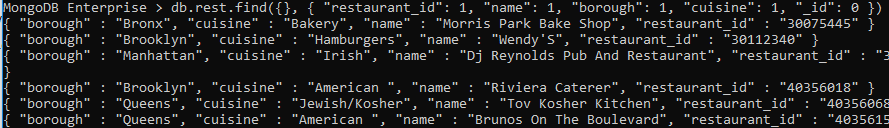 MongoDB Enterprise > db.rest.find({}, { "restaurant_id": 1, "name": 1, "borough": 1, "cuisine": 1, "_id": 0 })
{ "borough" : "Bronx", "cuisine" : "Bakery", "name" : "Morris Park Bake Shop", "restaurant_id" : "30075445" }
{ "borough" : "Brooklyn", "cuisine" : "Hamburgers", "name" : "Wendy'S", "restaurant_id" : "30112340" }
{ "borough" : "Manhattan", "cuisine" : "Irish", "name" : "Dj Reynolds Pub And Restaurant", "restaurant_id" : "3
}
{ "borough" : "Brooklyn", "cuisine" : "American ", "name" : "Riviera Caterer", "restaurant_id" : "40356018" }
{ "borough" : "Queens", "cuisine" : "Jewish/Kosher", "name" : "Tov Kosher Kitchen", "restaurant_id" : "40356068
{ "borough" : "Queens", "cuisine" : "American ", "name" : "Brunos On The Boulevard", "restaurant_id" : "4035615